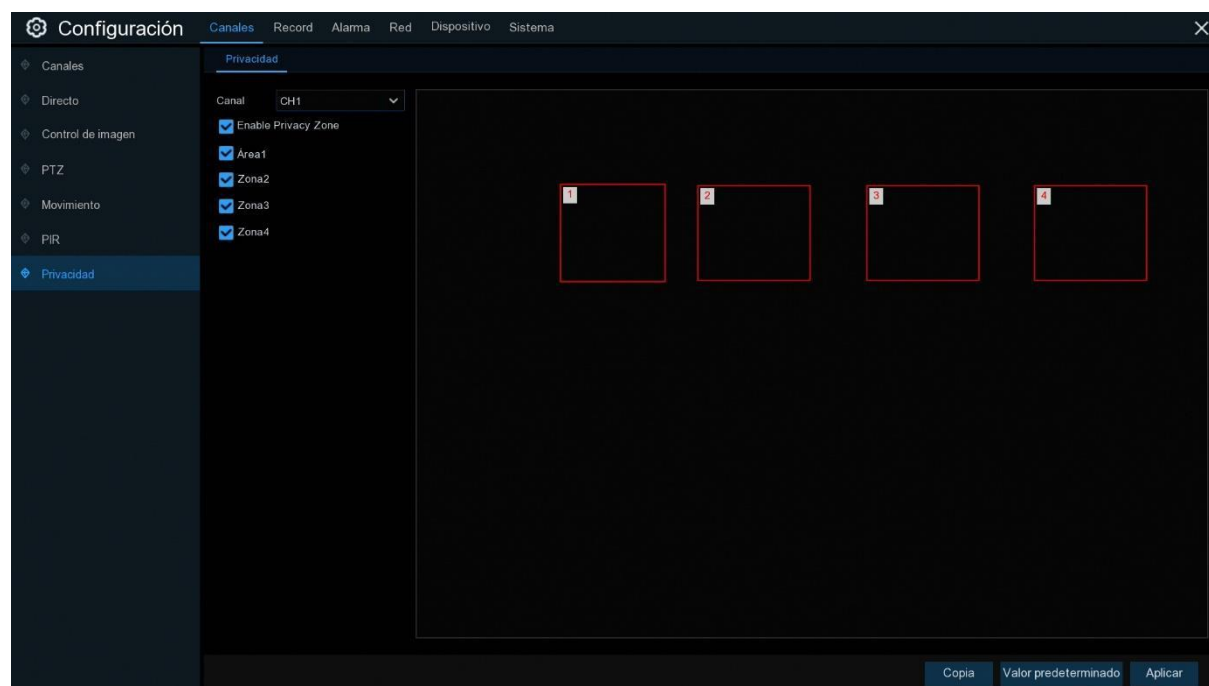 Configuración
Canales Record Alarma Red Dispositivo Sistema
Canales
Directo
Control de imagen
PTZ
Movimiento
PIR
Privacidad
Privacidad
Canal CH1
Enable Privacy Zone
Área1
Zona2
Zona3
Zona4
1 2 3 4
Copia Valor predeterminado Aplicar